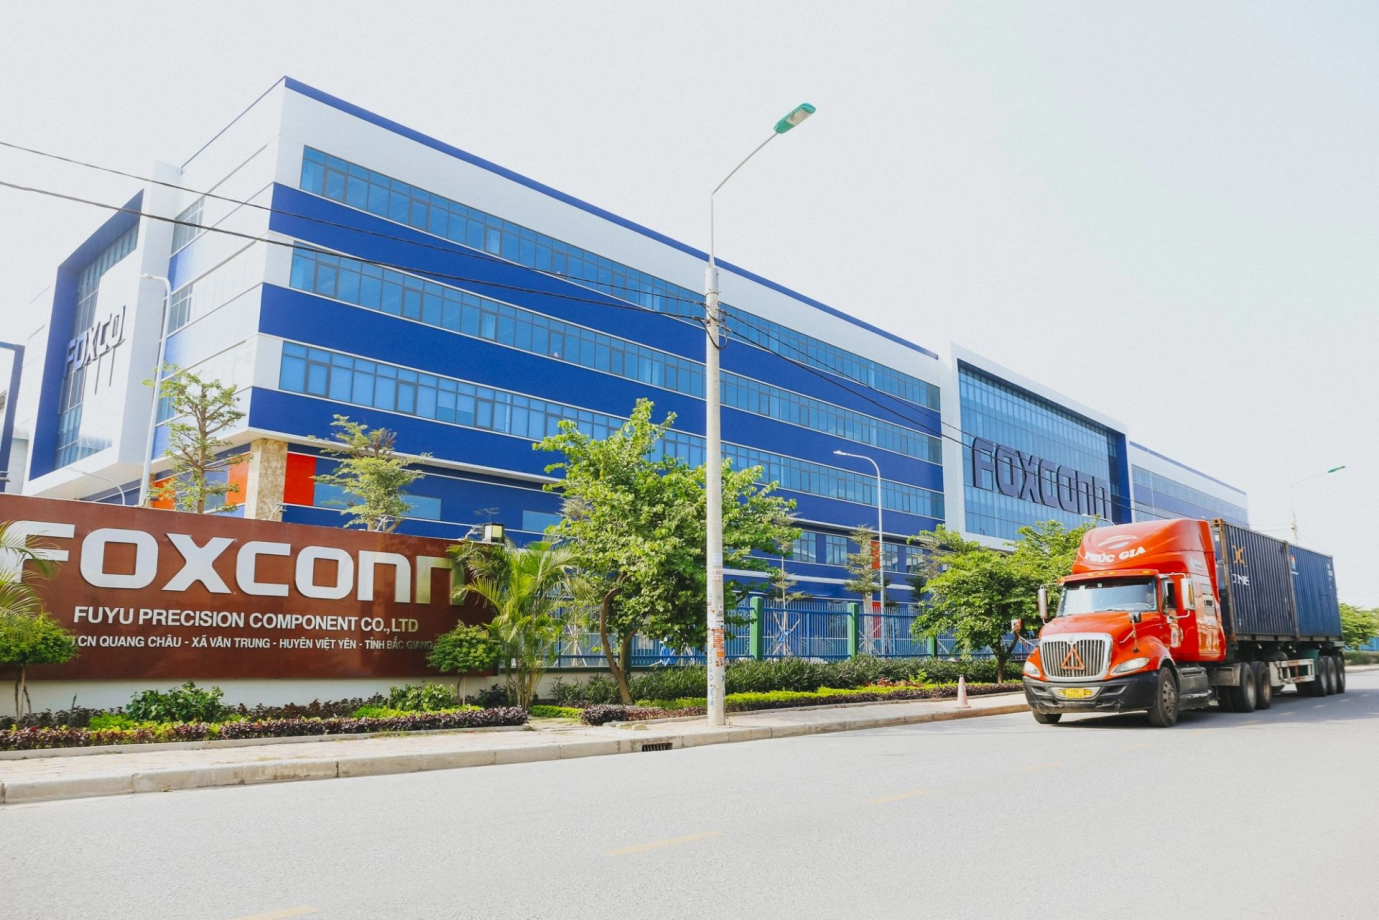 FOXCO
FOXCONN
FOXCONN
FUYU PRECISION COMPONENT CO.,LTD
CN QUANG CHÂU - XÃ VÂN TRUNG - HUYỆN VIỆT YÊN - TỈNH BẮC GIANG
PHÚC GIA